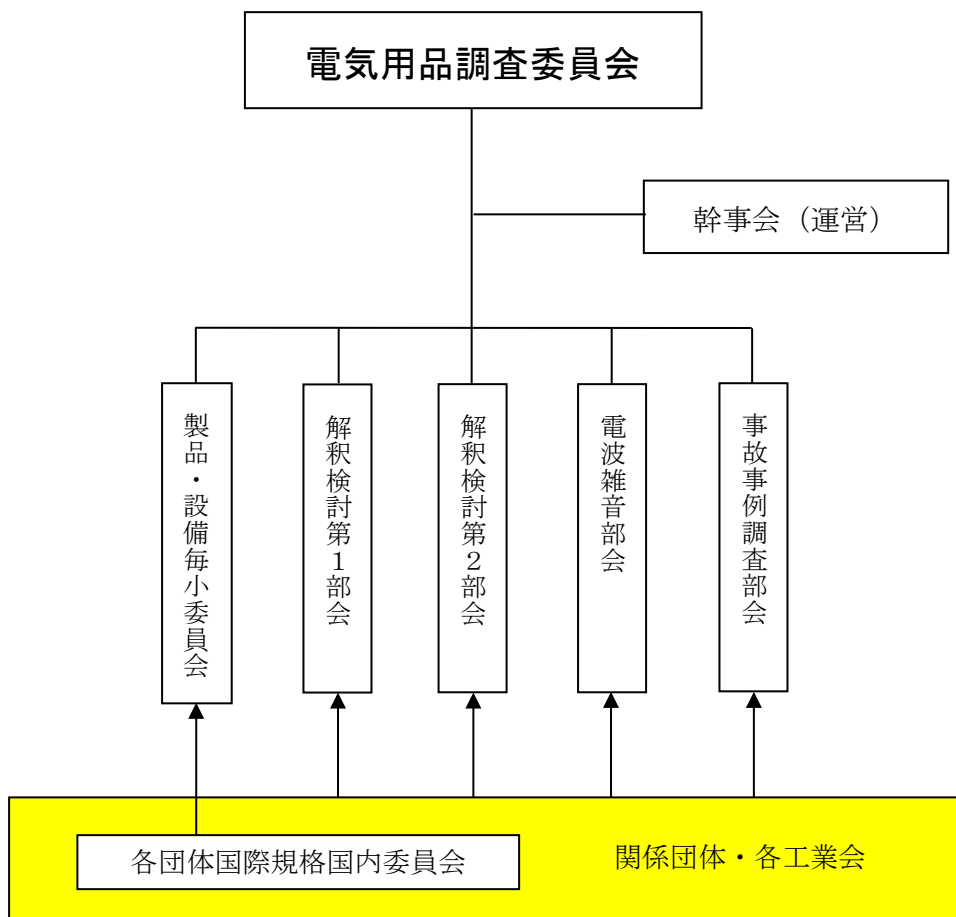 電気用品調査委員会
幹事会（運営）
製品・設備毎小委員会
解釈検討第１部会
解釈検討第２部会
電波雑音部会
事故事例調査部会
各団体国際規格国内委員会
関係団体・各工業会